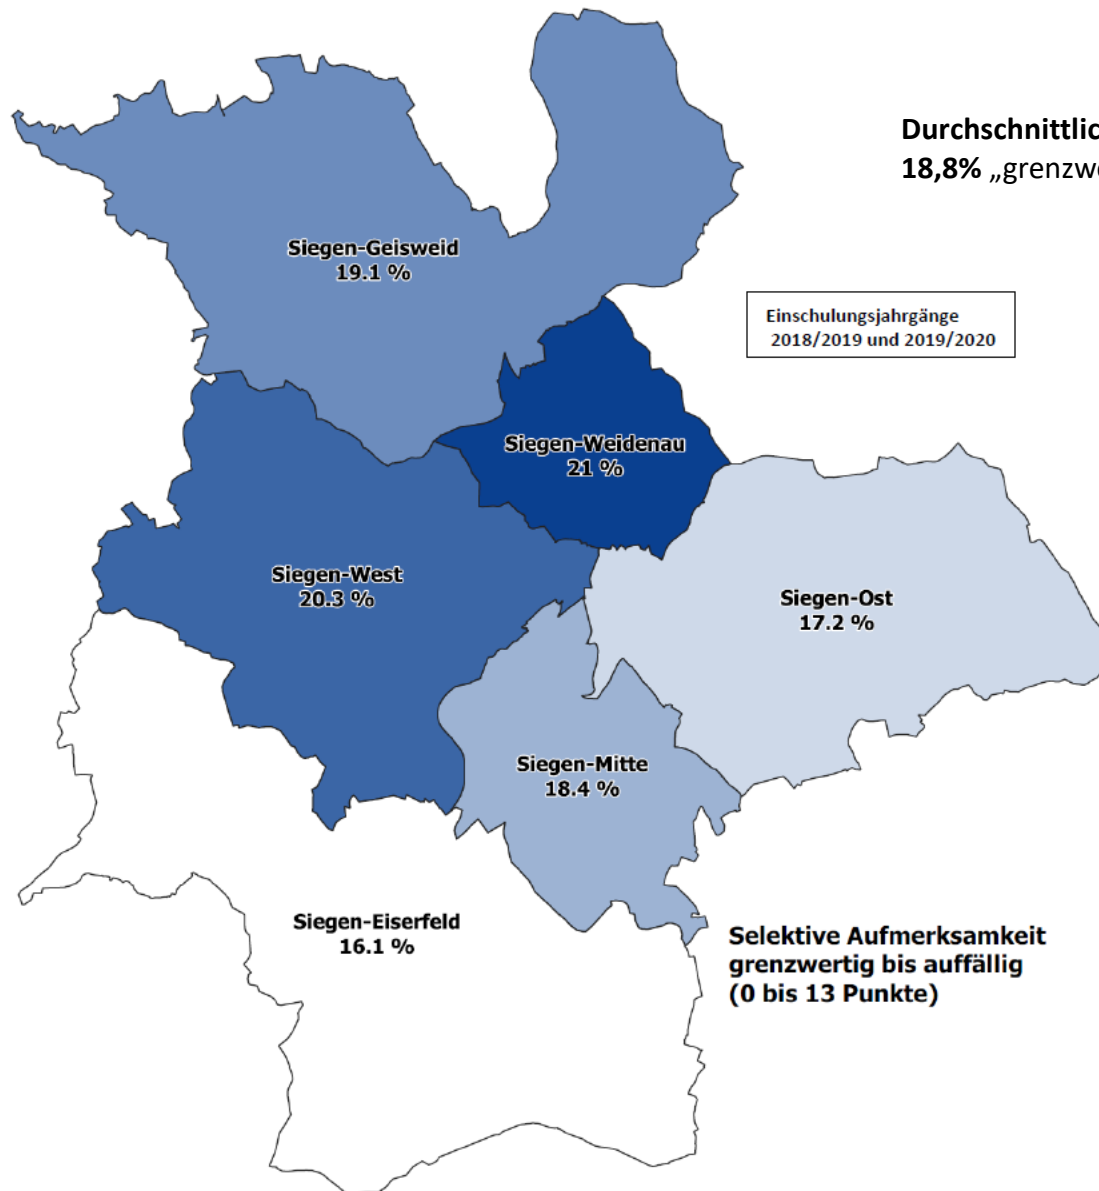 Durchschnittlic
18,8% „grenzwe
Siegen-Geisweid
19.1 %
Einschulungsjahrgänge
2018/2019 und 2019/2020
Siegen-Weidenau
21 %
Siegen-West
20.3 %
Siegen-Ost
17.2 %
Siegen-Mitte
18.4 %
Siegen-Eiserfeld
16.1 %
Selektive Aufmerksamkeit
grenzwertig bis auffällig
(0 bis 13 Punkte)